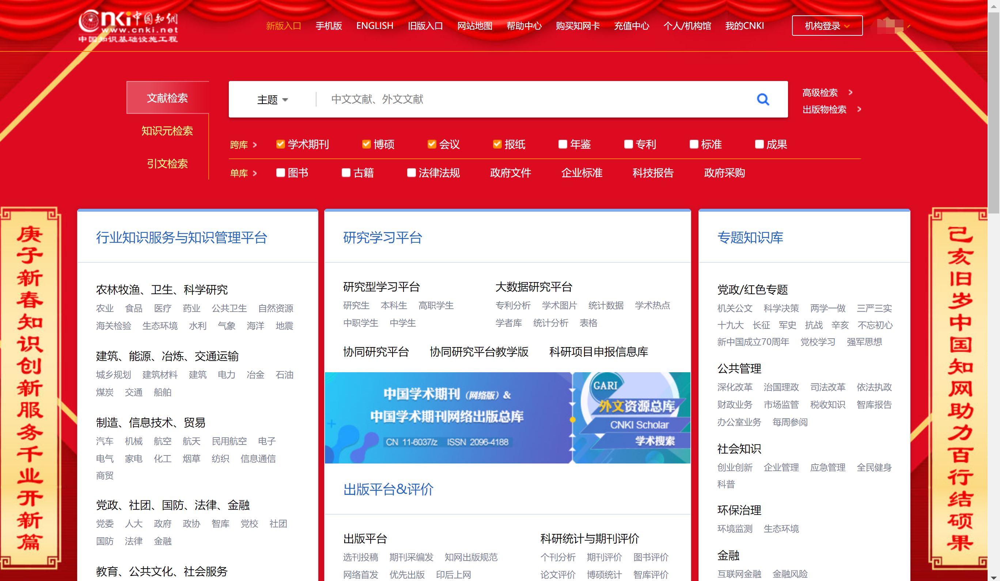 cnki中国知網
www.cnki.net
中国知识基础设施工程
新版入口 手机版 ENGLISH 旧版入口 网站地图 帮助中心 购买知网卡 充值中心 个人/机构馆 我的CNKI 机构登录
文献检索
知识元检索
引文检索
主题 中文文献、外文文献
高级检索 >
出版物检索 >
跨库 > 学术期刊 博硕 会议 报纸 年鉴 专利 标准 成果
单库 > 图书 古籍 法律法规 政府文件 企业标准 科技报告 政府采购
庚子新春知识创新服务千业开新篇
行业知识服务与知识管理平台
农林牧渔、卫生、科学研究
农业 食品 医疗 药业 公共卫生 自然资源
海关检验 生态环境 水利 气象 海洋 地震
建筑、能源、冶炼、交通运输
城乡规划 建筑材料 建筑 电力 冶金 石油
煤炭 交通 船舶
制造、信息技术、贸易
汽车 机械 航空 航天 民用航空 电子
电气 家电 化工 烟草 纺织 信息通信
商贸
党政、社团、国防、法律、金融
党委 人大 政府 政协 智库 党校 社团
国防 法律 金融
教育、公共文化、社会服务
研究学习平台
研究型学习平台
研究生 本科生 高职学生
中职学生 中学生
大数据研究平台
专利分析 学术图片 统计数据 学术热点
学者库 统计分析 表格
协同研究平台 协同研究平台教学版 科研项目申报信息库
中国学术期刊（网络版）&
中国学术期刊网络出版总库
CN 11-6037/z ISSN 2096-4188
GARI
外文资源总库
CNKI Scholar
学术搜索
出版平台&评价
出版平台
选刊投稿 期刊采编发 知网出版规范
网络首发 优先出版 印后上网
科研统计与期刊评价
个刊分析 期刊评价 图书评价
论文评价 博硕统计 智库评价
专题知识库
党政/红色专题
机关公文 科学决策 两学一做 三严三实
十九大 长征 军史 抗战 辛亥 不忘初心
新中国成立70周年 党校学习 强军思想
公共管理
深化改革 治国理政 司法改革 依法执政
财政业务 市场监管 税收知识 智库报告
办公室业务 每周参阅
社会知识
创业创新 企业管理 应急管理 全民健身
科普
环保治理
环境监测 生态环境
金融
互联网金融 金融风险
己亥旧岁中国知网助力百行结硕果